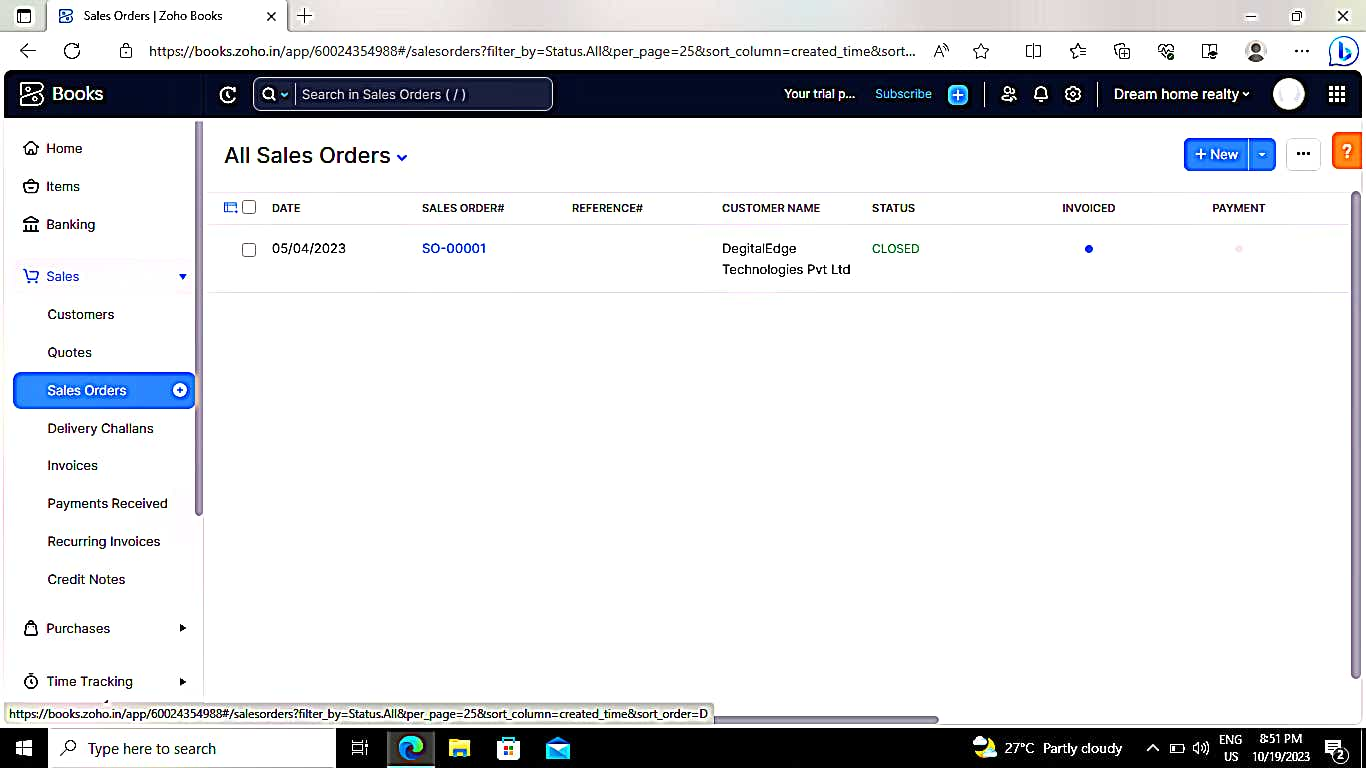 Sales Orders | Zoho Books
https://books.zoho.in/app/60024354988#/salesorders?filter_by=Status.All&per_page=25&sort_column=created_time&sort...
Books
Search in Sales Orders ( / )
Your trial p...
Subscribe
Dream home realty
Home
Items
Banking
Sales
Customers
Quotes
Sales Orders
Delivery Challans
Invoices
Payments Received
Recurring Invoices
Credit Notes
Purchases
Time Tracking
All Sales Orders
+ New
?
DATE SALES ORDER# REFERENCE# CUSTOMER NAME STATUS INVOICED PAYMENT
05/04/2023 SO-00001 DegitalEdge CLOSED
Technologies Pvt Ltd
https://books.zoho.in/app/60024354988#/salesorders?filter_by=Status.All&per_page=25&sort_column=created_time&sort_order=D
Type here to search
27°C Partly cloudy
ENG
US
8:51 PM
10/19/2023
2